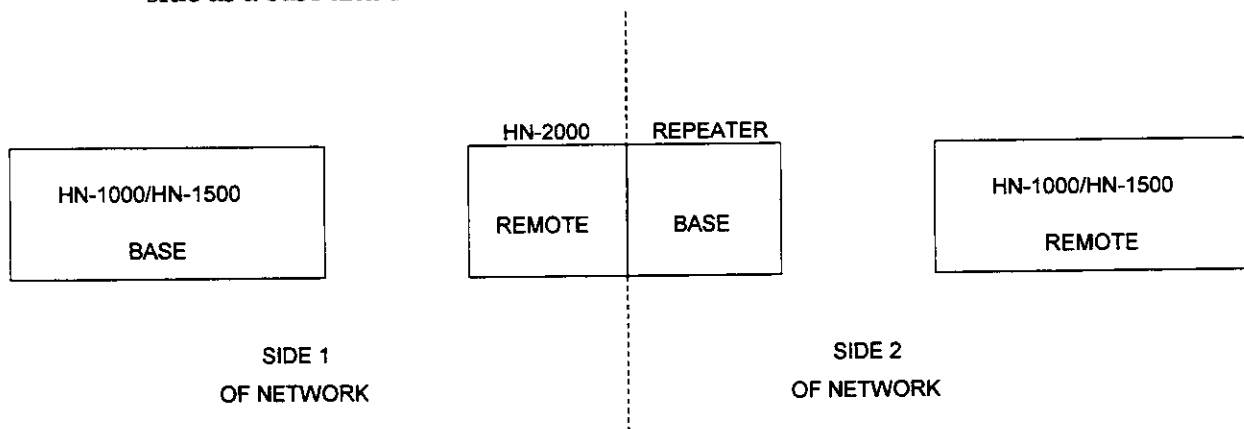 HN-2000 REPEATER
HN-1000/HN-1500
BASE
REMOTE BASE
HN-1000/HN-1500
REMOTE
SIDE 1
OF NETWORK
SIDE 2
OF NETWORK